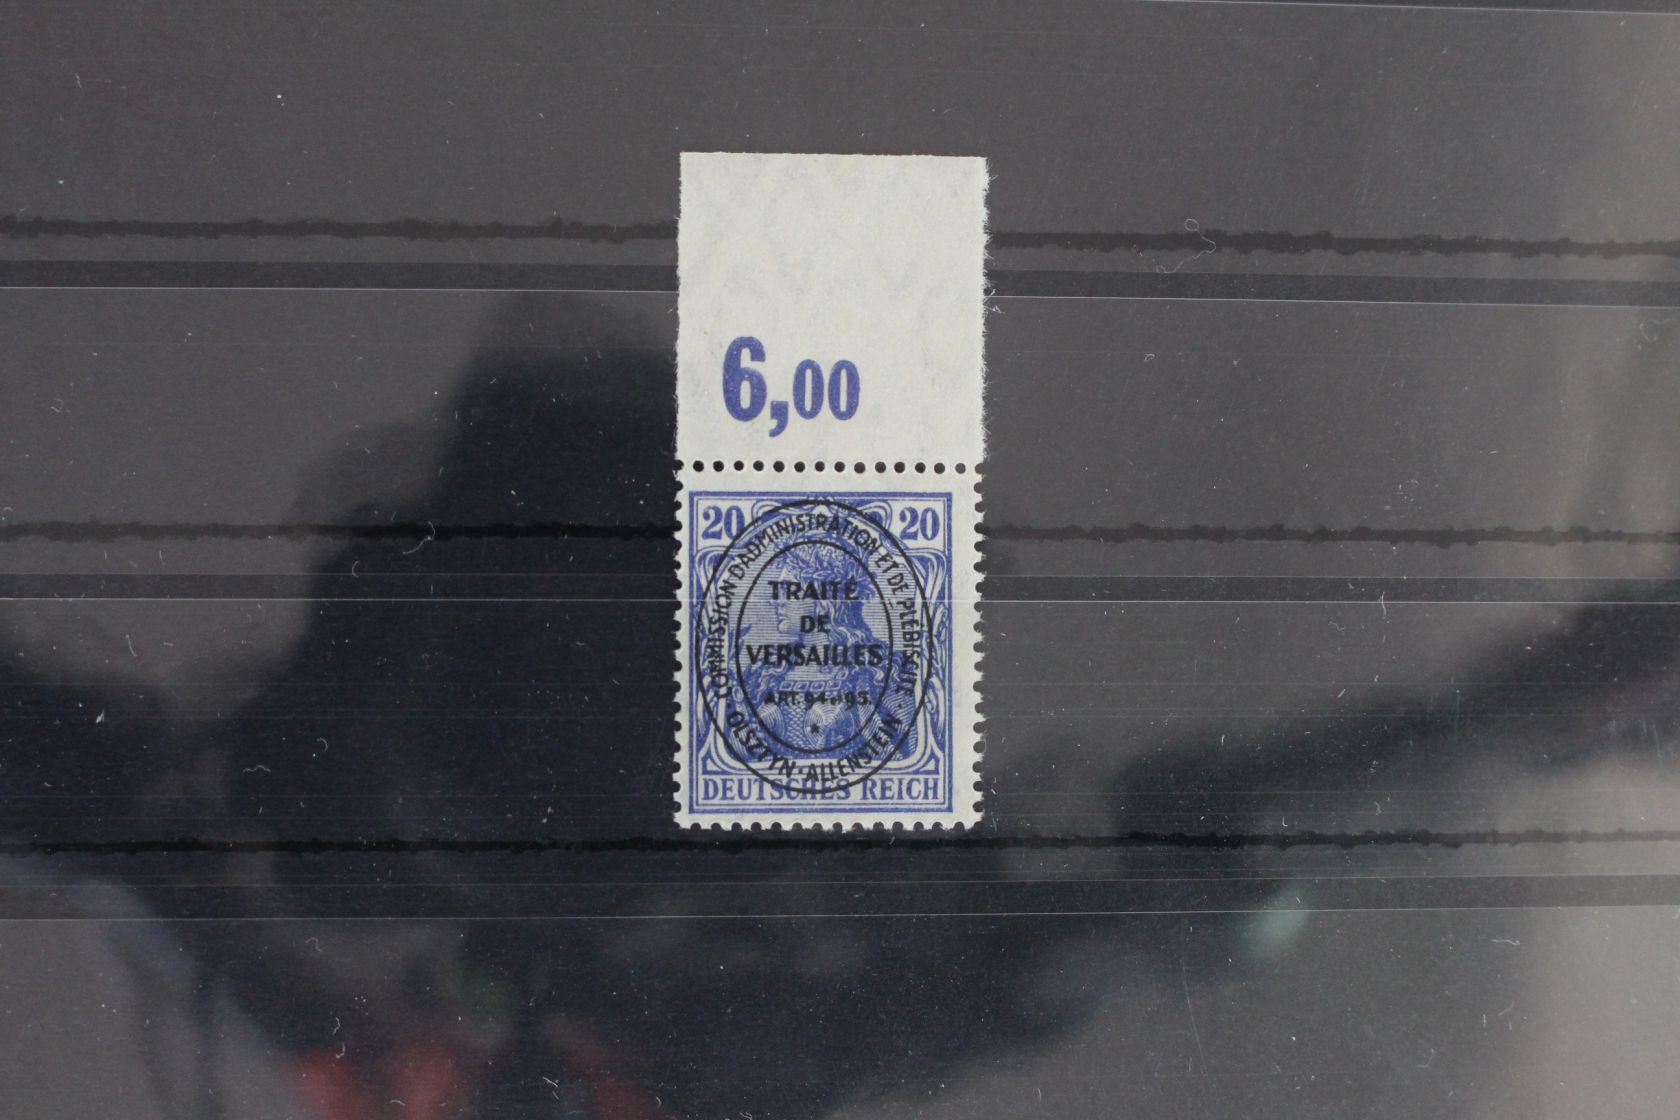 6,00
20 20
COMMISSION D'ADMINISTRATION ET DE PLÉBISCITE ·
TRAITÉ
DE
VERSAILLES
ART. 94 et 95.
OLSZTYN · ALLENSTEIN
DEUTSCHES REICH